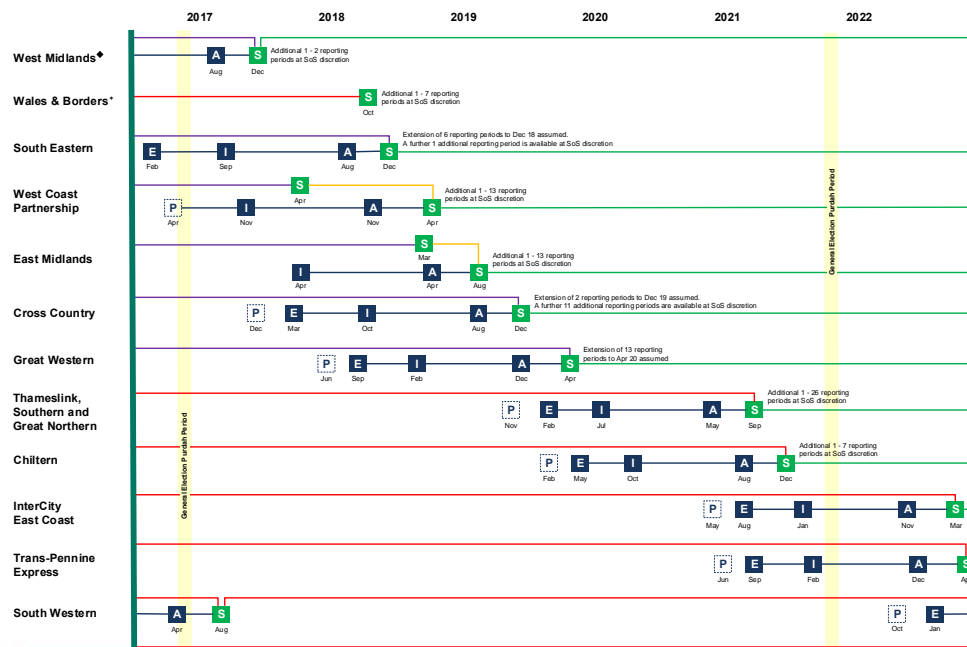 2017 2018 2019 2020 2021 2022
West Midlands◆
A S
Aug Dec
Additional 1 - 2 reporting
periods at SoS discretion
Wales & Borders+
S
Oct
Additional 1 - 7 reporting
periods at SoS discretion
South Eastern
E I A S
Feb Sep Aug Dec
Extension of 6 reporting periods to Dec 18 assumed.
A further 1 additional reporting period is available at SoS discretion
West Coast
Partnership
S
Apr
P I A S
Apr Nov Nov Apr
Additional 1 - 13 reporting
periods at SoS discretion
East Midlands
S
Mar
I A S
Apr Apr Aug
Additional 1 - 13 reporting
periods at SoS discretion
Cross Country
P E I A S
Dec Mar Oct Aug Dec
Extension of 2 reporting periods to Dec 19 assumed.
A further 11 additional reporting periods are available at SoS discretion
Great Western
P E I A S
Jun Sep Feb Dec Apr
Extension of 13 reporting
periods to Apr 20 assumed
Thameslink,
Southern and
Great Northern
P E I A S
Nov Feb Jul May Sep
Additional 1 - 26 reporting
periods at SoS discretion
Chiltern
P E I A S
Feb May Oct Aug Dec
Additional 1 - 7 reporting
periods at SoS discretion
InterCity
East Coast
P E I A S
May Aug Jan Nov Mar
Trans-Pennine
Express
P E I A S
Jun Sep Feb Dec Ap
South Western
A S
Apr Aug
P E
Oct Jan
General Election Purdah Period
General Election Purdah Period